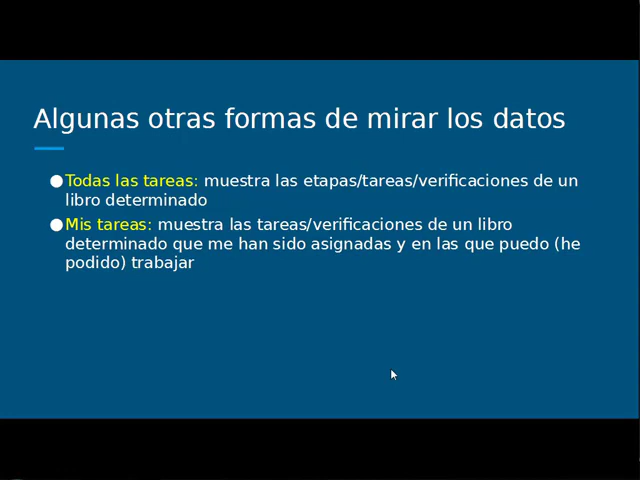 Algunas otras formas de mirar los datos
●Todas las tareas: muestra las etapas/tareas/verificaciones de un
libro determinado
●Mis tareas: muestra las tareas/verificaciones de un libro
determinado que me han sido asignadas y en las que puedo (he
podido) trabajar